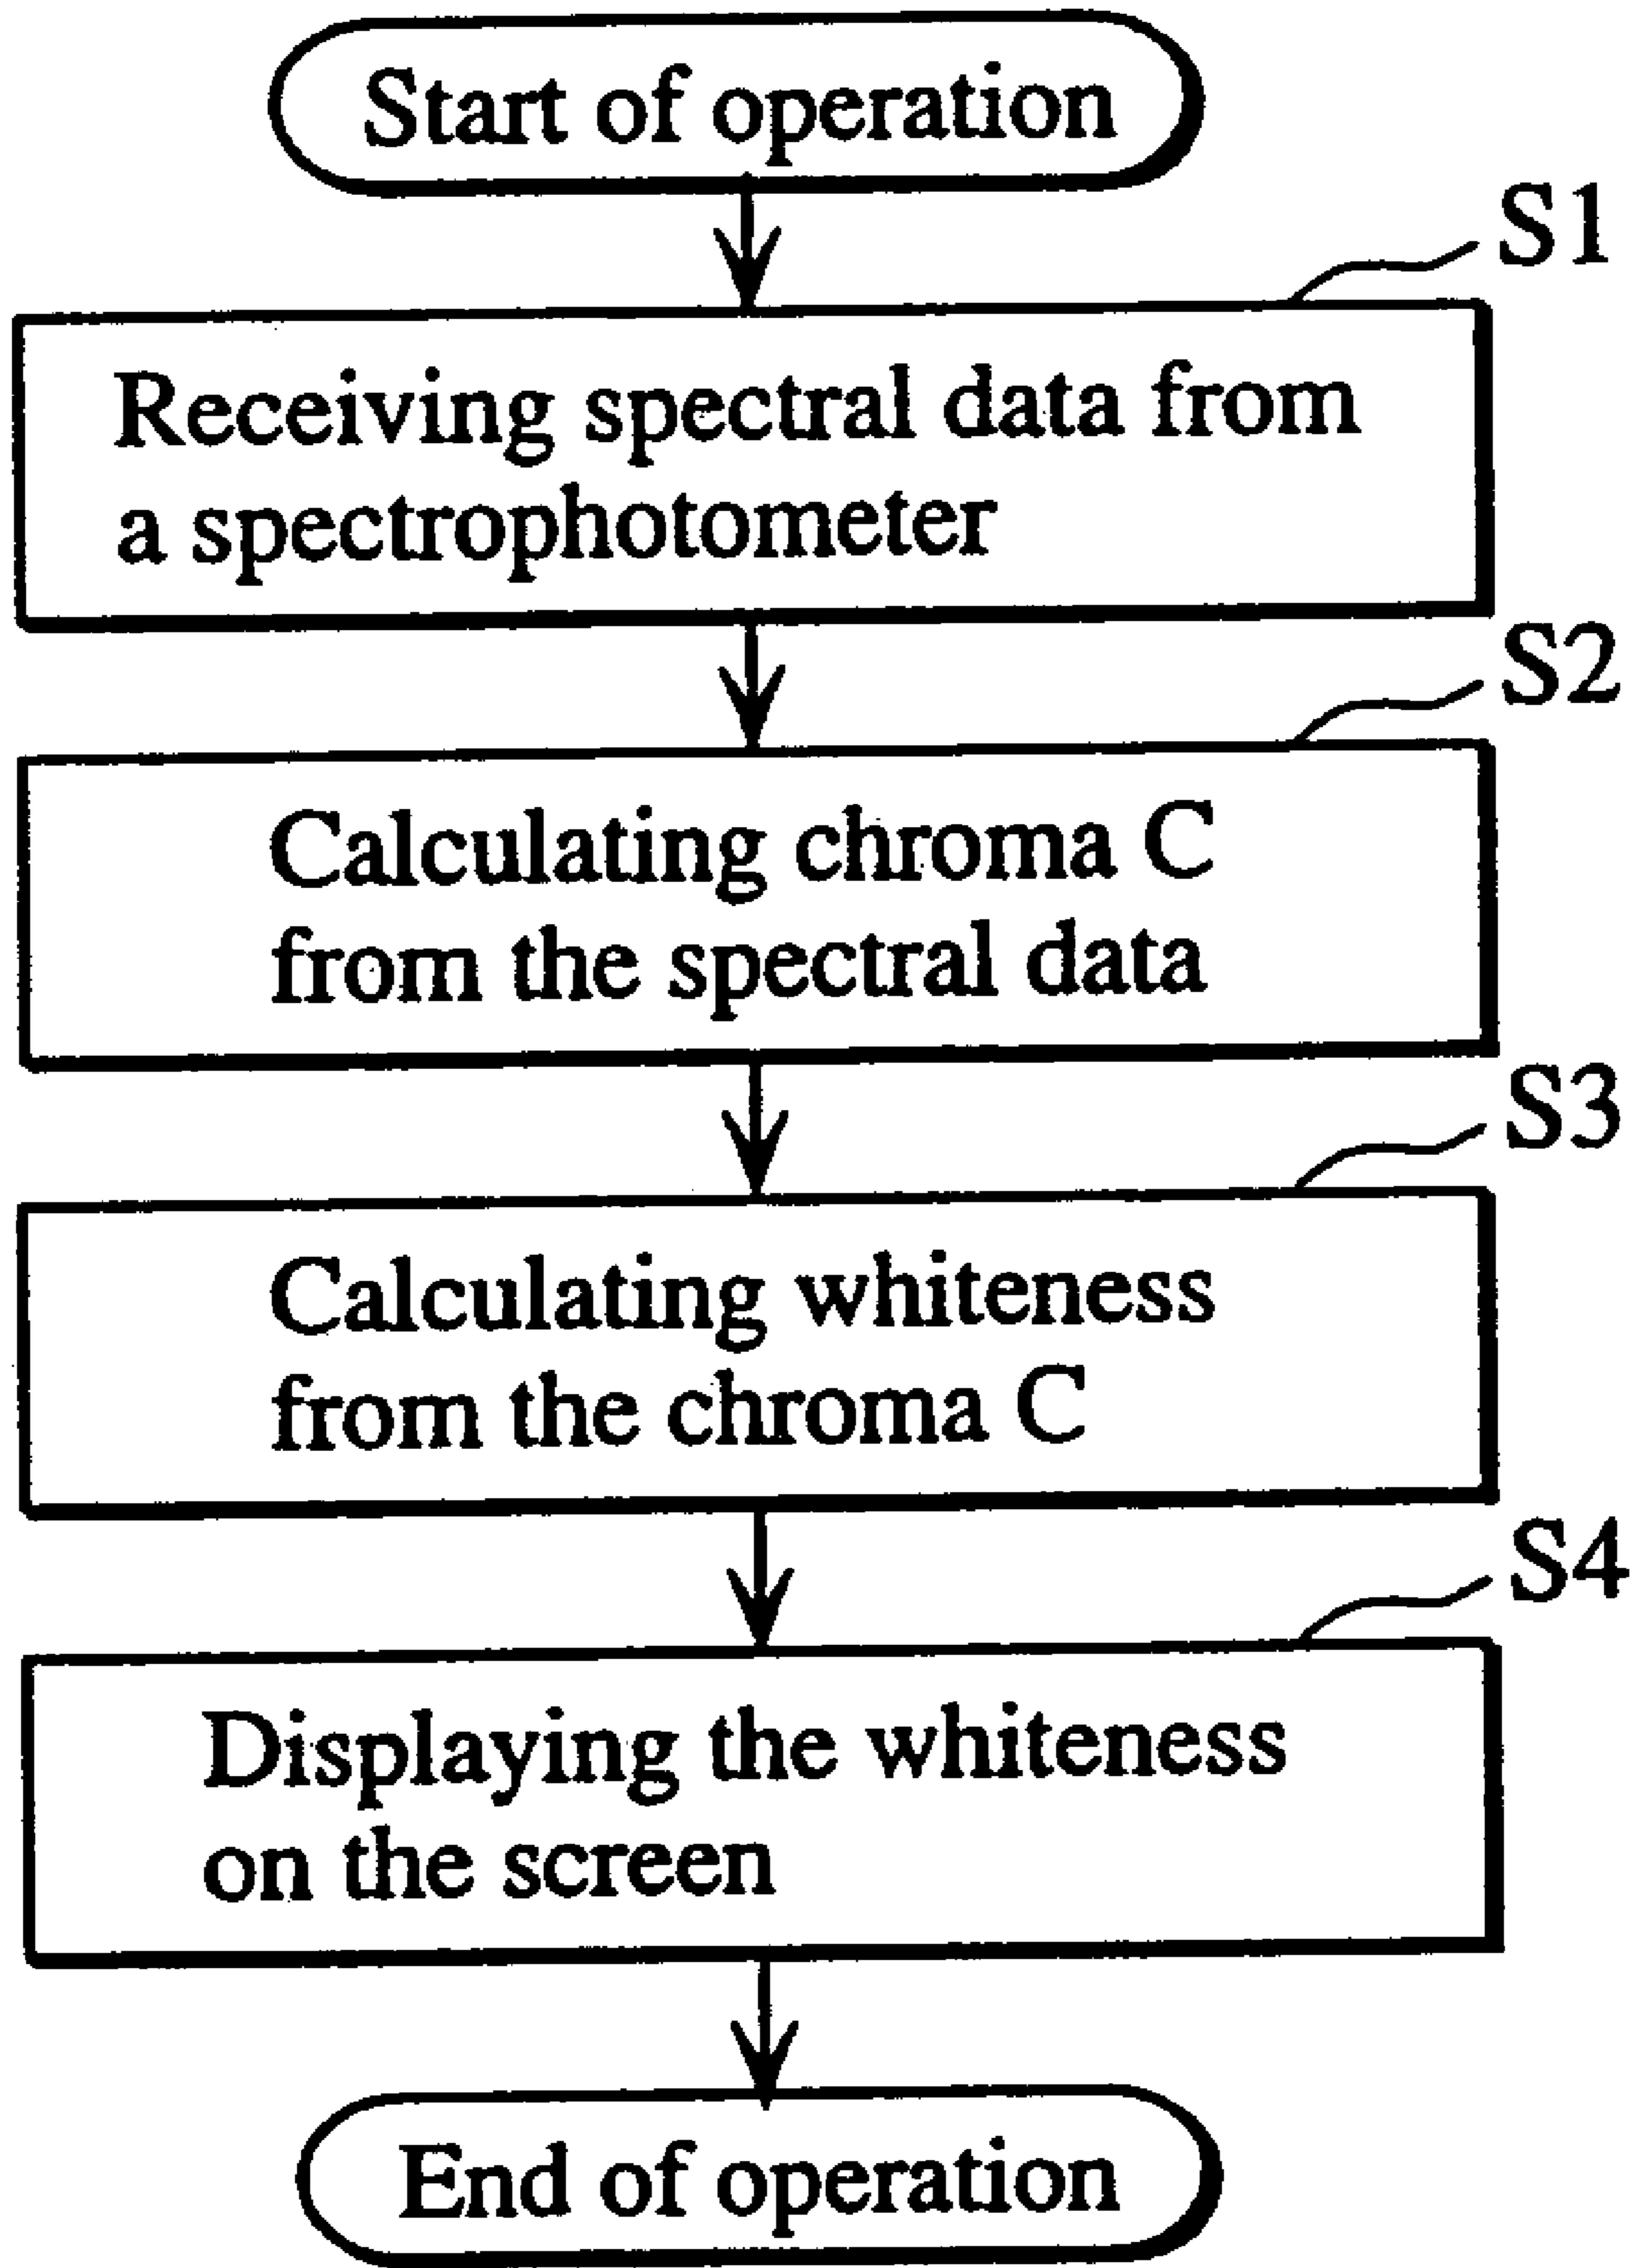 Start of operation
S1
Receiving spectral data from
a spectrophotometer
S2
Calculating chroma C
from the spectral data
S3
Calculating whiteness
from the chroma C
S4
Displaying the whiteness
on the screen
End of operation